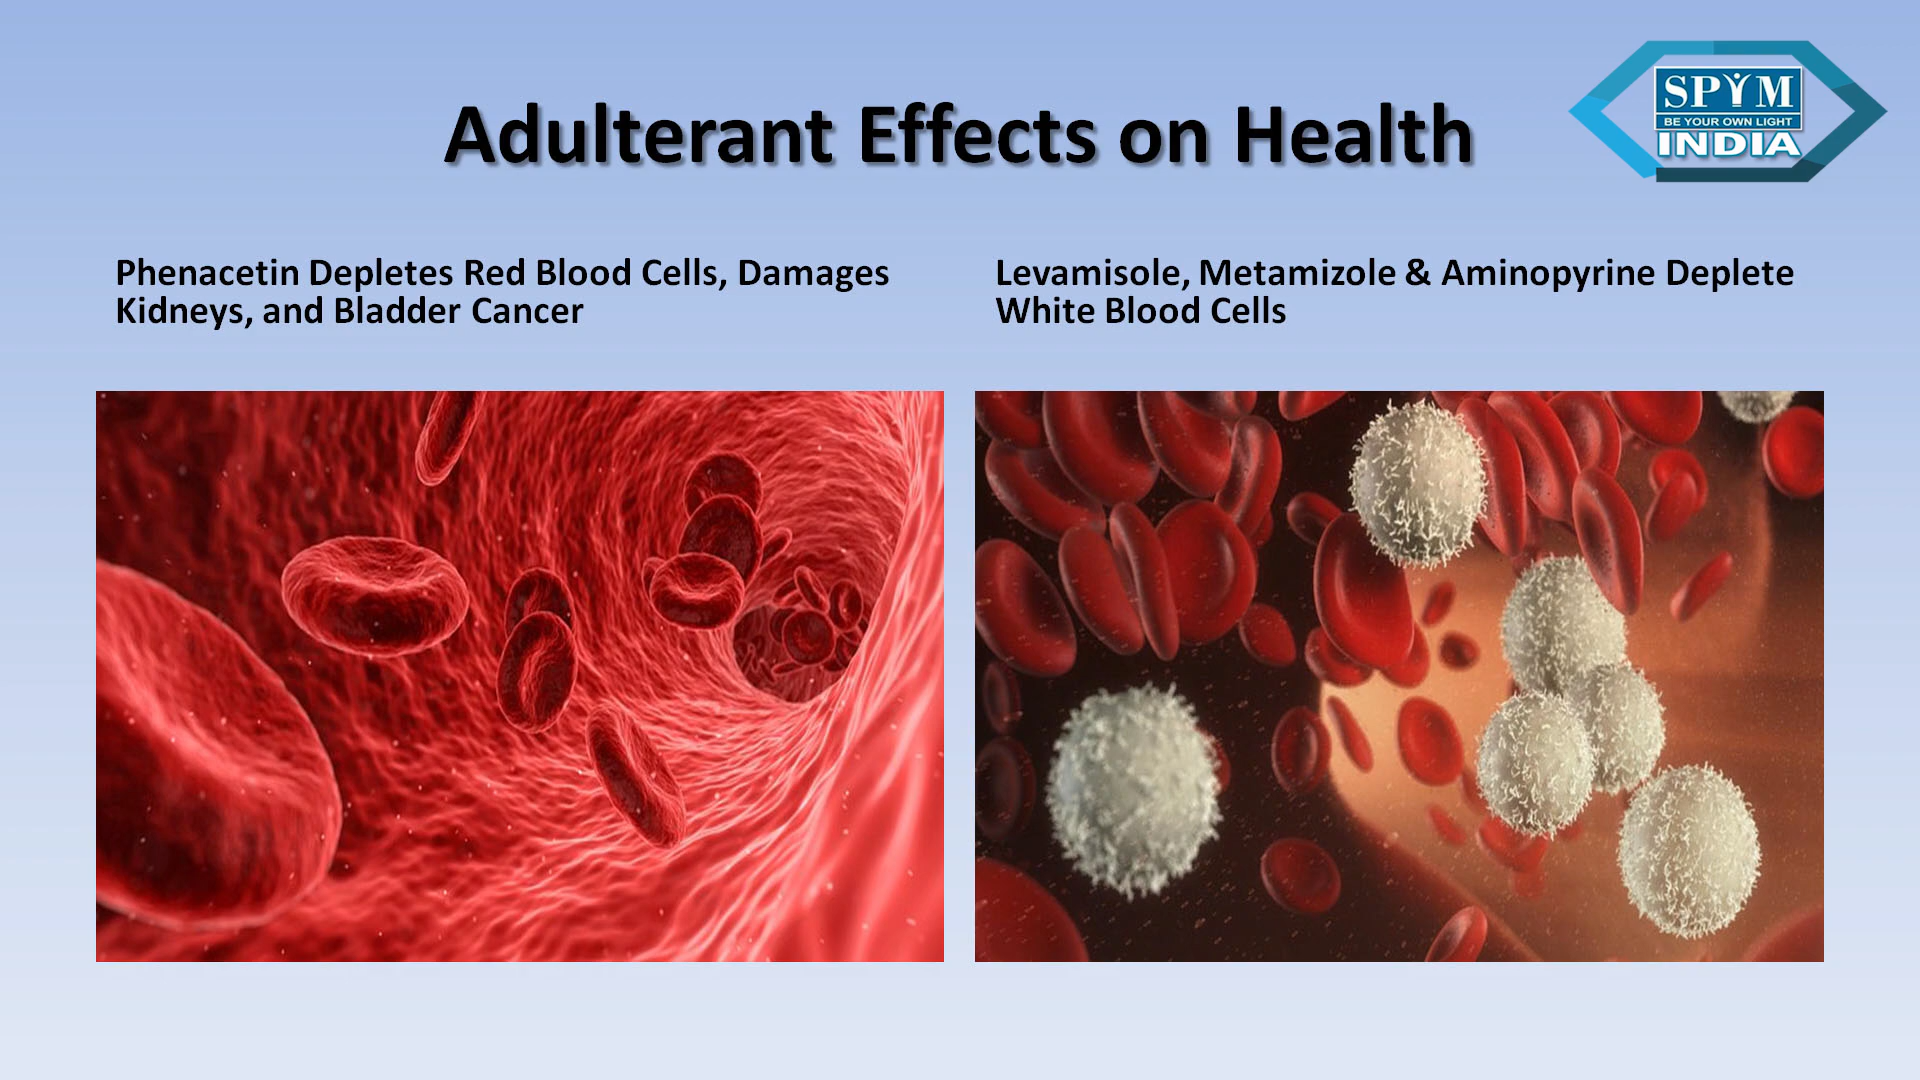 Adulterant Effects on Health
SPYM
BE YOUR OWN LIGHT
INDIA
Phenacetin Depletes Red Blood Cells, Damages
Kidneys, and Bladder Cancer
Levamisole, Metamizole & Aminopyrine Deplete
White Blood Cells